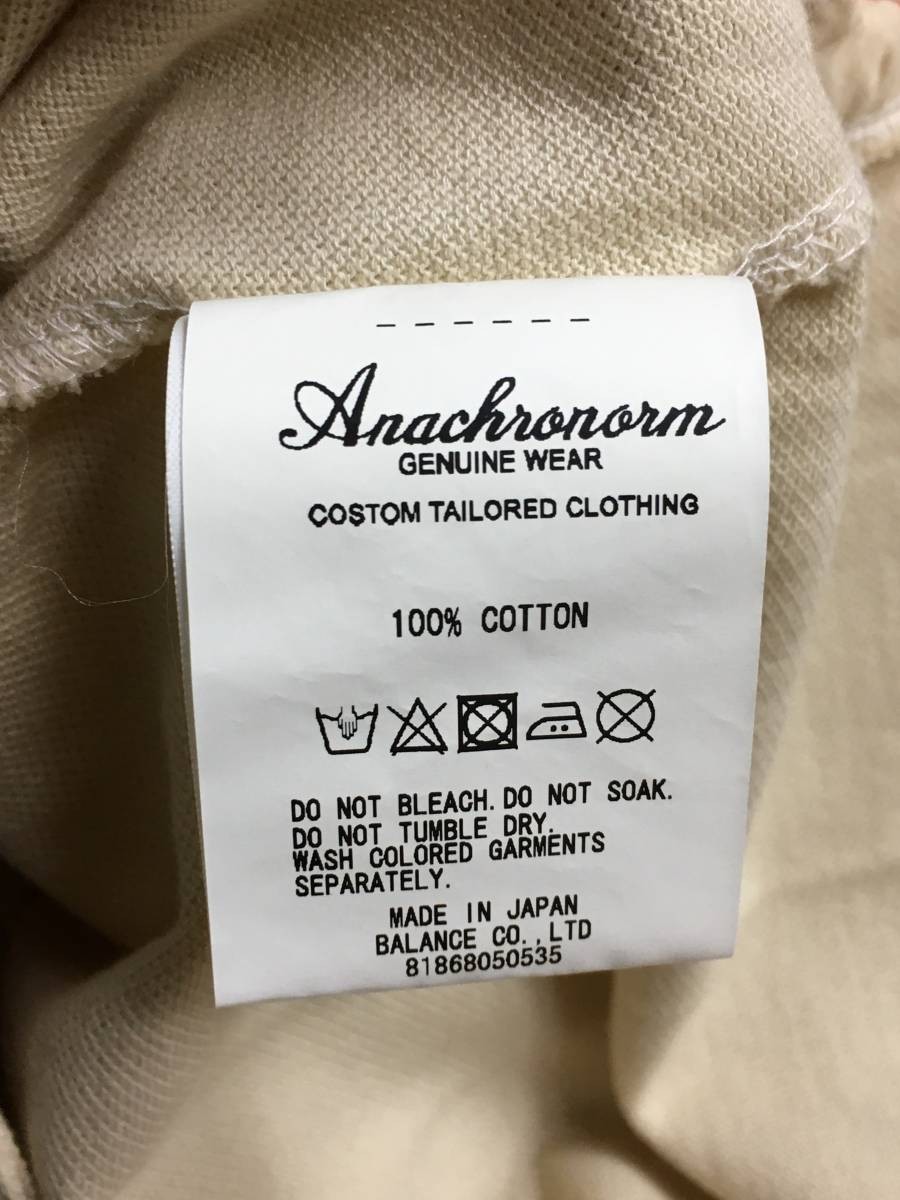 Anachronorm
GENUINE WEAR
COSTOM TAILORED CLOTHING
100% COTTON
DO NOT BLEACH. DO NOT SOAK.
DO NOT TUMBLE DRY.
WASH COLORED GARMENTS
SEPARATELY.
MADE IN JAPAN
BALANCE CO.,LTD
81868050535